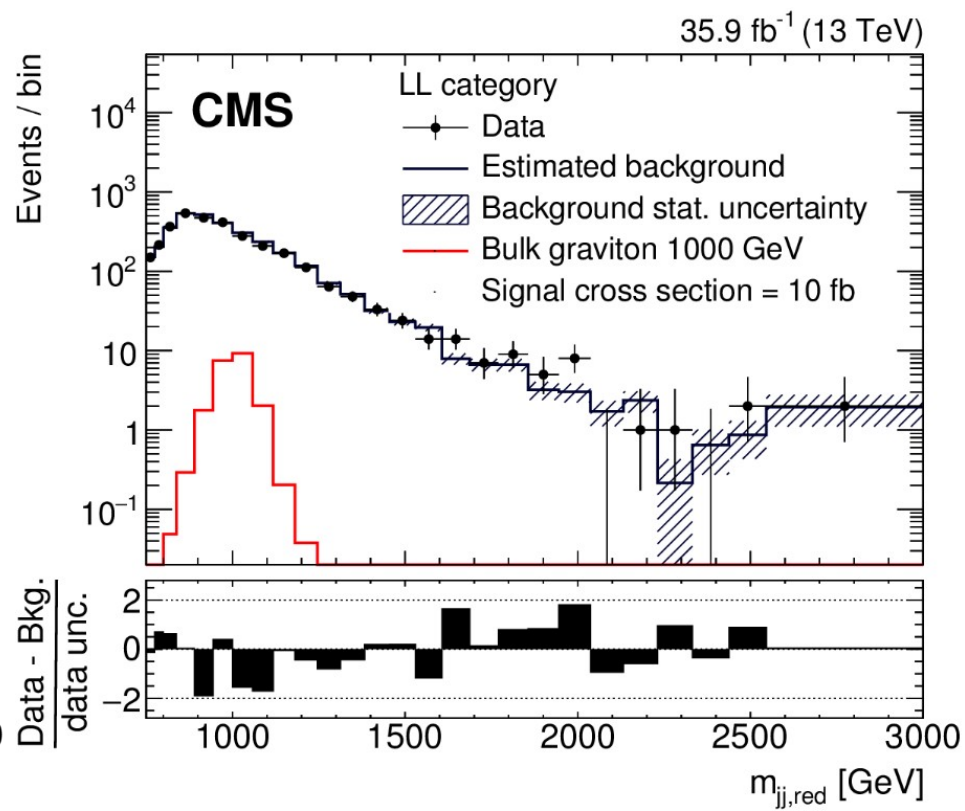 35.9 fb⁻¹ (13 TeV)
Events / bin
CMS
LL category
Data
Estimated background
Background stat. uncertainty
Bulk graviton 1000 GeV
Signal cross section = 10 fb
10⁴
10³
10²
10
1
10⁻¹
Data - Bkg.
data unc.
2
0
−2
1000 1500 2000 2500 3000
m_jj,red [GeV]